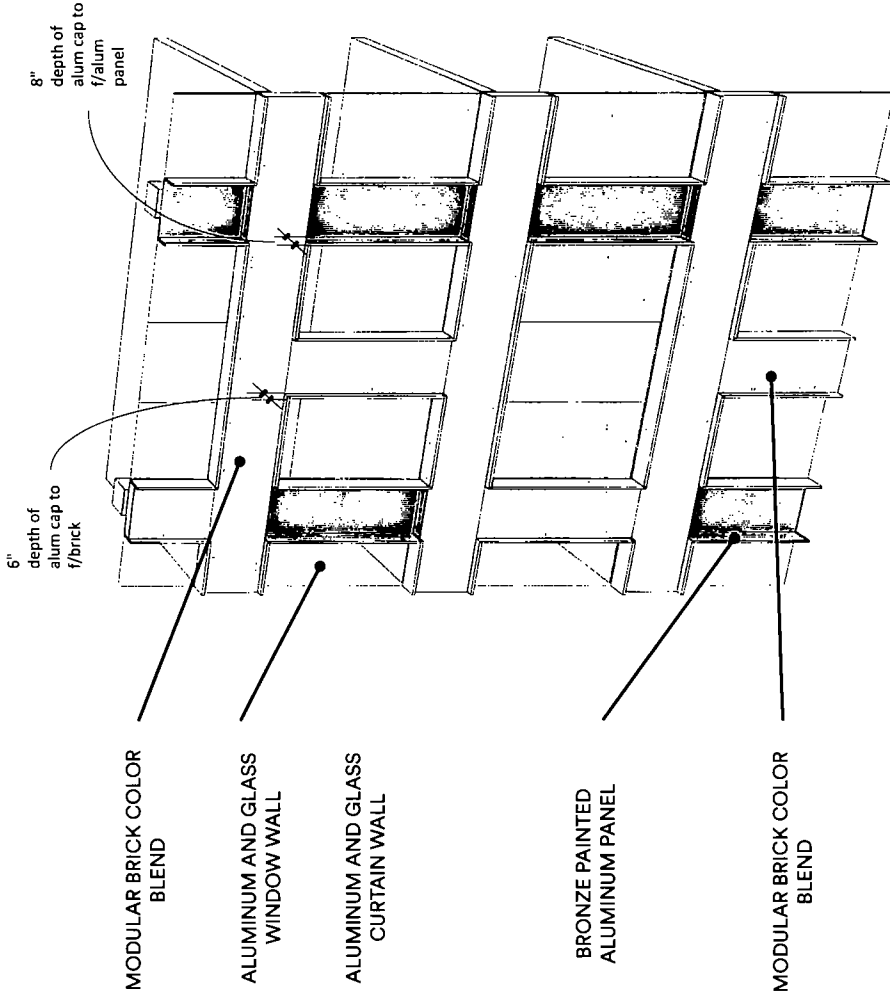 6"
depth of
alum cap to
f/brick
8"
depth of
alum cap to
f/alum
panel
MODULAR BRICK COLOR
BLEND
ALUMINUM AND GLASS
WINDOW WALL
ALUMINUM AND GLASS
CURTAIN WALL
BRONZE PAINTED
ALUMINUM PANEL
MODULAR BRICK COLOR
BLEND